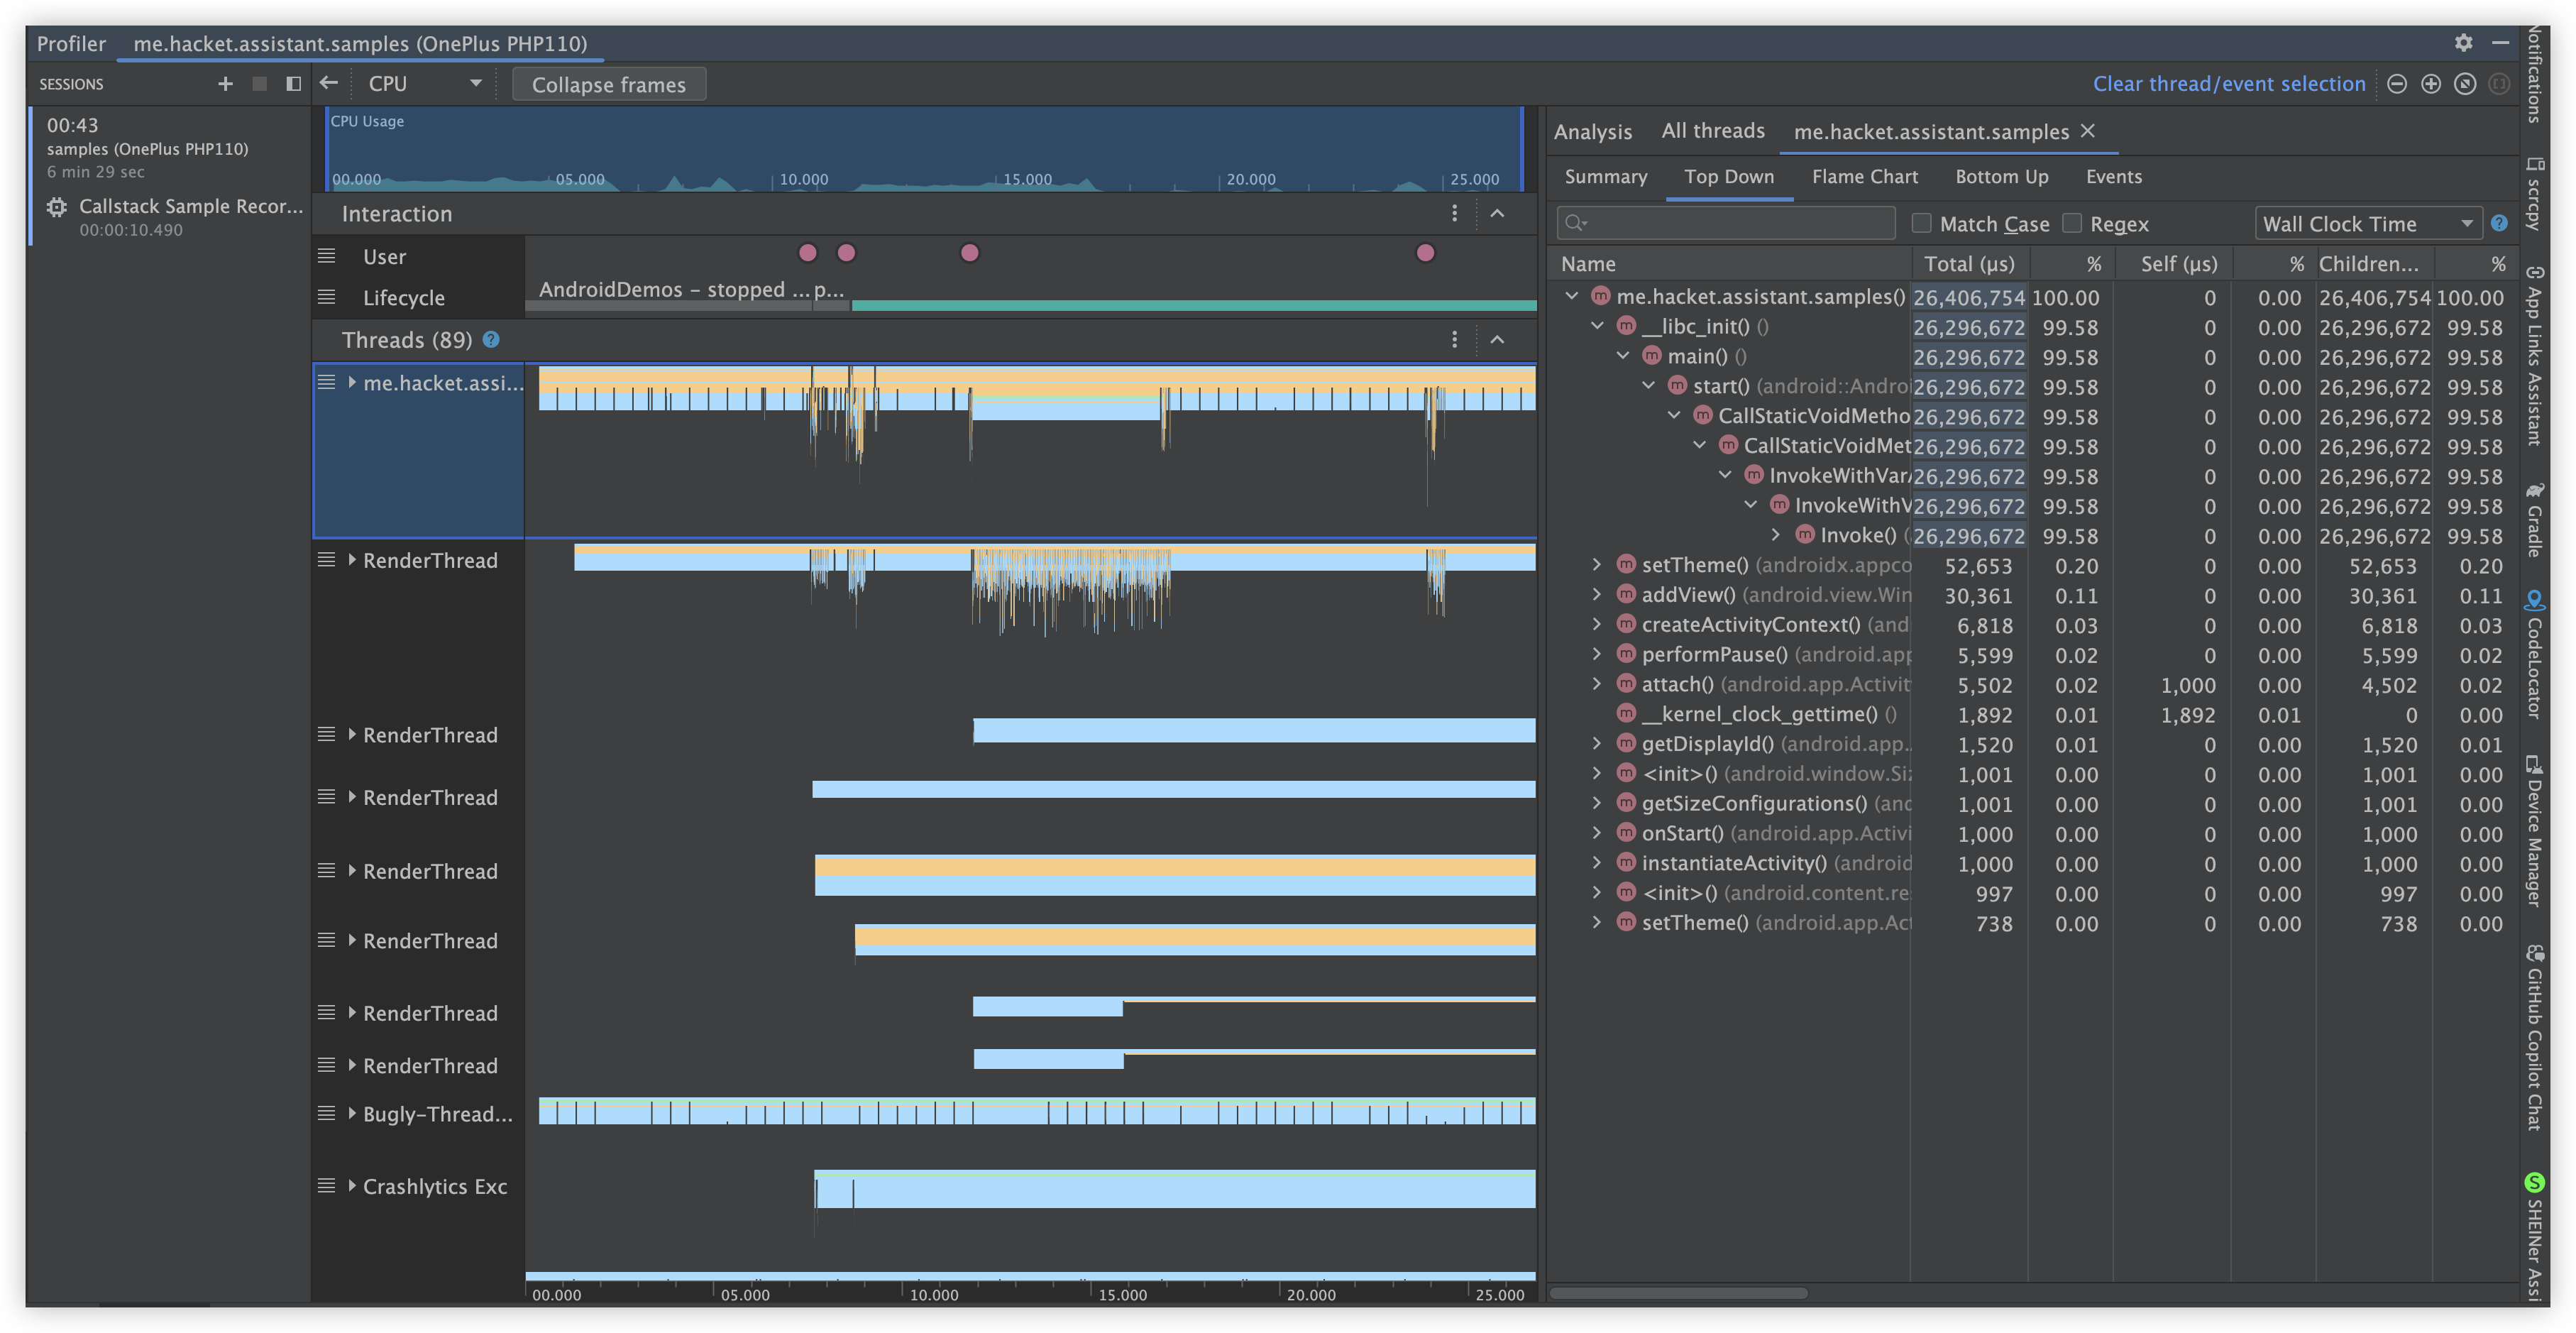 Profiler me.hacket.assistant.samples (OnePlus PHP110)
SESSIONS
CPU
Collapse frames
Clear thread/event selection
00:43
samples (OnePlus PHP110)
6 min 29 sec
Callstack Sample Recor...
00:00:10.490
CPU Usage
00.000 05.000 10.000 15.000 20.000 25.000
Interaction
User
Lifecycle
AndroidDemos – stopped ...p...
Threads (89) ?
me.hacket.assi...
RenderThread
RenderThread
RenderThread
RenderThread
RenderThread
RenderThread
RenderThread
Bugly-Thread...
Crashlytics Exc
00.000 05.000 10.000 15.000 20.000 25.000
Analysis All threads me.hacket.assistant.samples
Summary Top Down Flame Chart Bottom Up Events
Match Case Regex Wall Clock Time ?
Name Total (μs) % Self (μs) % Children... %
m me.hacket.assistant.samples() 26,406,754 100.00 0 0.00 26,406,754 100.00
m __libc_init() () 26,296,672 99.58 0 0.00 26,296,672 99.58
m main() () 26,296,672 99.58 0 0.00 26,296,672 99.58
m start() (android::Androi 26,296,672 99.58 0 0.00 26,296,672 99.58
m CallStaticVoidMetho 26,296,672 99.58 0 0.00 26,296,672 99.58
m CallStaticVoidMet 26,296,672 99.58 0 0.00 26,296,672 99.58
m InvokeWithVar 26,296,672 99.58 0 0.00 26,296,672 99.58
m InvokeWithV 26,296,672 99.58 0 0.00 26,296,672 99.58
m Invoke() ( 26,296,672 99.58 0 0.00 26,296,672 99.58
m setTheme() (androidx.appco 52,653 0.20 0 0.00 52,653 0.20
m addView() (android.view.Win 30,361 0.11 0 0.00 30,361 0.11
m createActivityContext() (and 6,818 0.03 0 0.00 6,818 0.03
m performPause() (android.app 5,599 0.02 0 0.00 5,599 0.02
m attach() (android.app.Activit 5,502 0.02 1,000 0.00 4,502 0.02
m __kernel_clock_gettime() () 1,892 0.01 1,892 0.01 0 0.00
m getDisplayId() (android.app. 1,520 0.01 0 0.00 1,520 0.01
m <init>() (android.window.Siz 1,001 0.00 0 0.00 1,001 0.00
m getSizeConfigurations() (and 1,001 0.00 0 0.00 1,001 0.00
m onStart() (android.app.Activi 1,000 0.00 0 0.00 1,000 0.00
m instantiateActivity() (android 1,000 0.00 0 0.00 1,000 0.00
m <init>() (android.content.re 997 0.00 0 0.00 997 0.00
m setTheme() (android.app.Act 738 0.00 0 0.00 738 0.00
Notifications
scrcpy
App Links Assistant
Gradle
CodeLocator
Device Manager
GitHub Copilot Chat
S SHEINer Assi